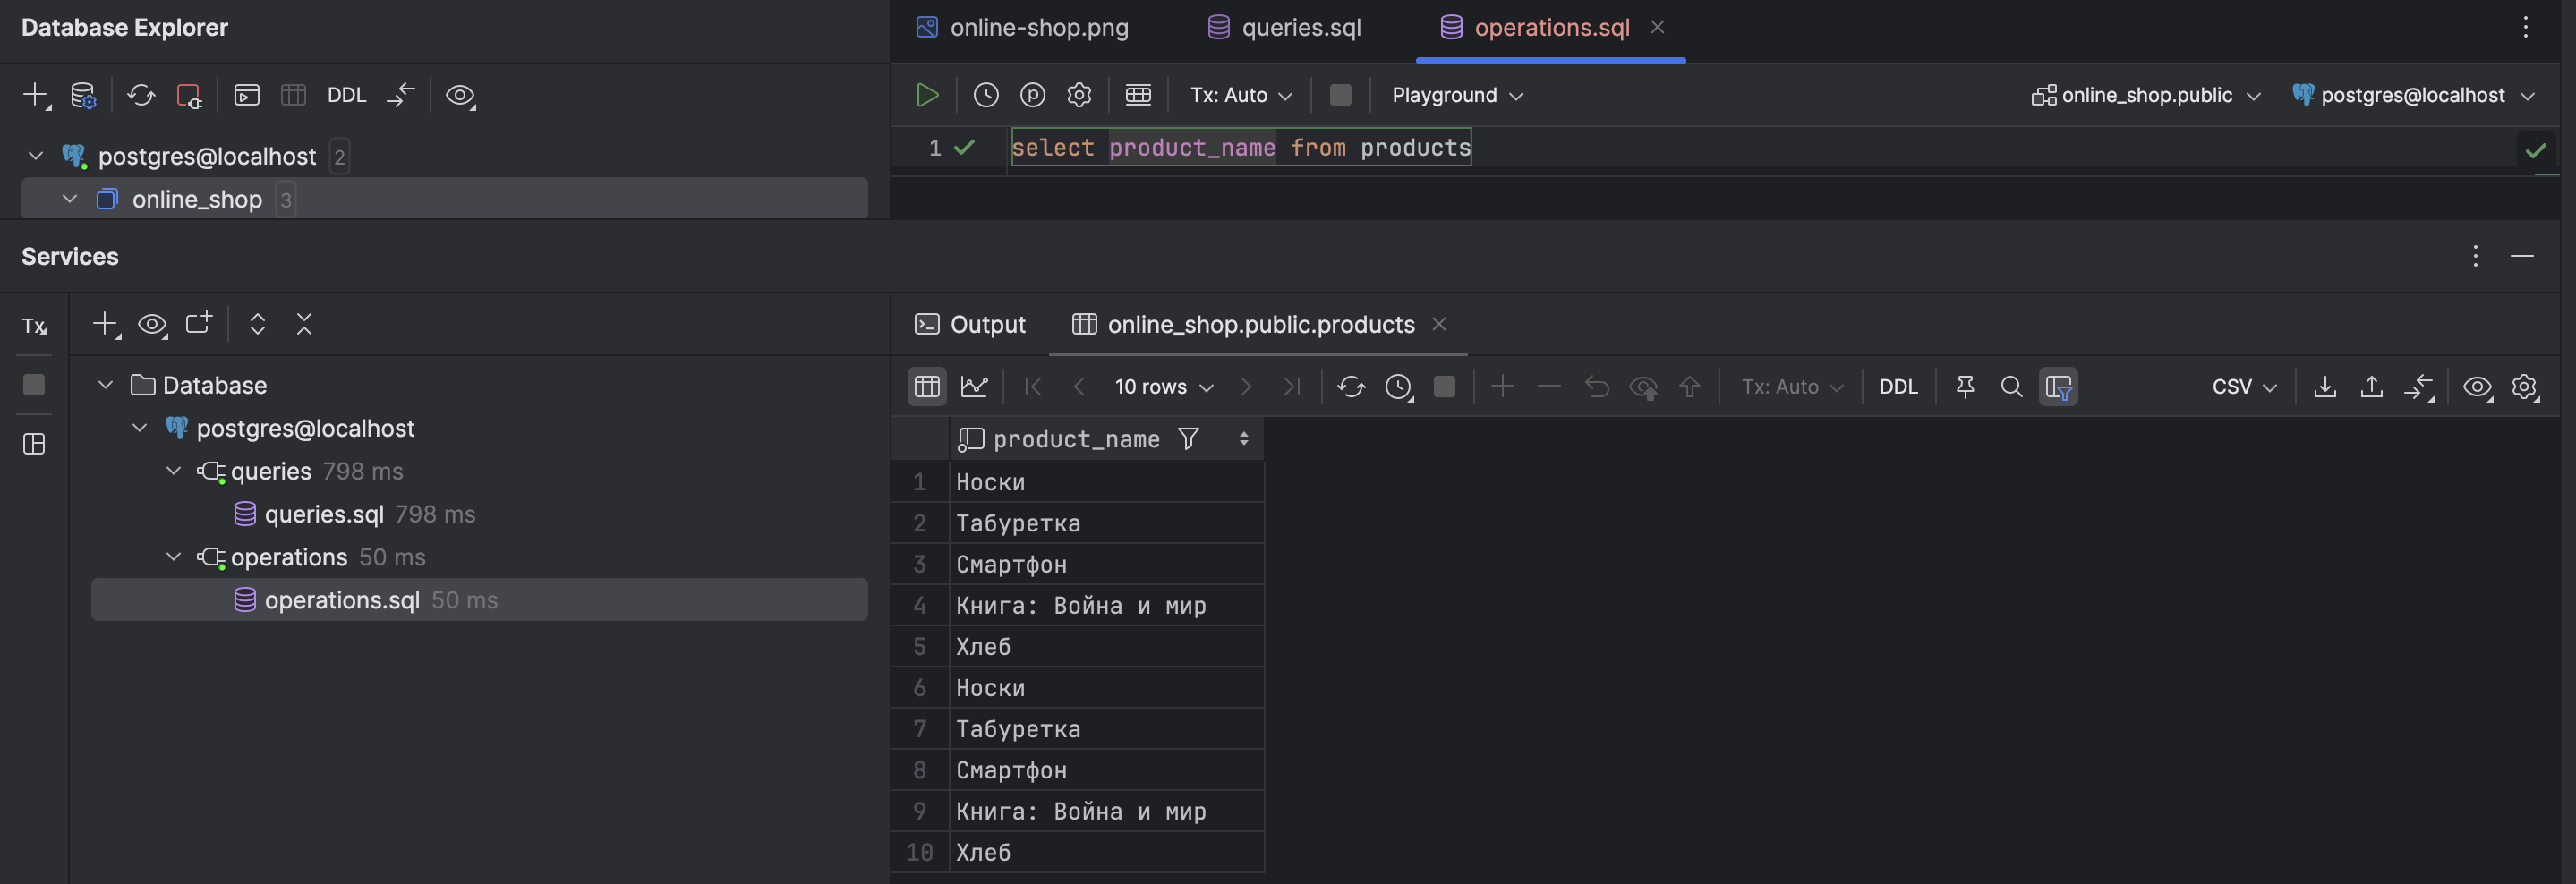 Database Explorer
online-shop.png queries.sql operations.sql
DDL
Tx: Auto Playground online_shop.public postgres@localhost
postgres@localhost 2
1 select product_name from products
online_shop 3
Services
Tx
Output online_shop.public.products
Database
10 rows Tx: Auto DDL CSV
postgres@localhost
product_name
queries 798 ms
1 Носки
queries.sql 798 ms
2 Табуретка
operations 50 ms
3 Смартфон
operations.sql 50 ms
4 Книга: Война и мир
5 Хлеб
6 Носки
7 Табуретка
8 Смартфон
9 Книга: Война и мир
10 Хлеб